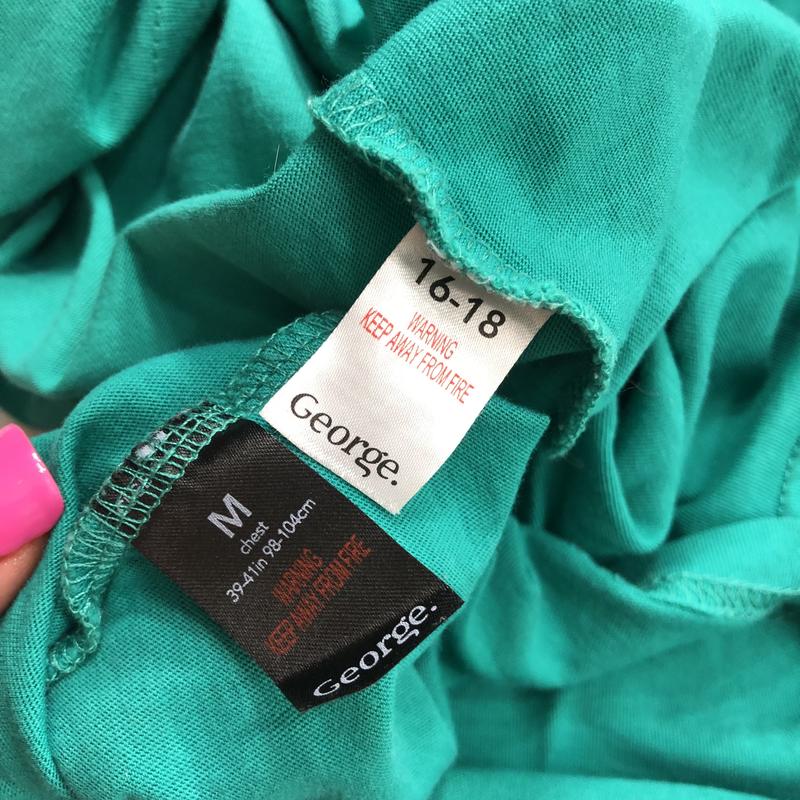 16-18
WARNING
KEEP AWAY FROM FIRE
George.
M
chest
39-41in 98-104cm
WARNING
KEEP AWAY FROM FIRE
George.